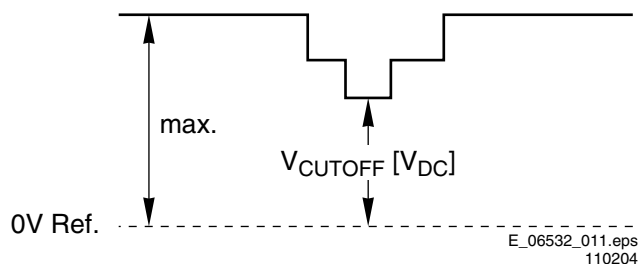 max.
VCUTOFF [VDC]
0V Ref.
E_06532_011.eps
110204